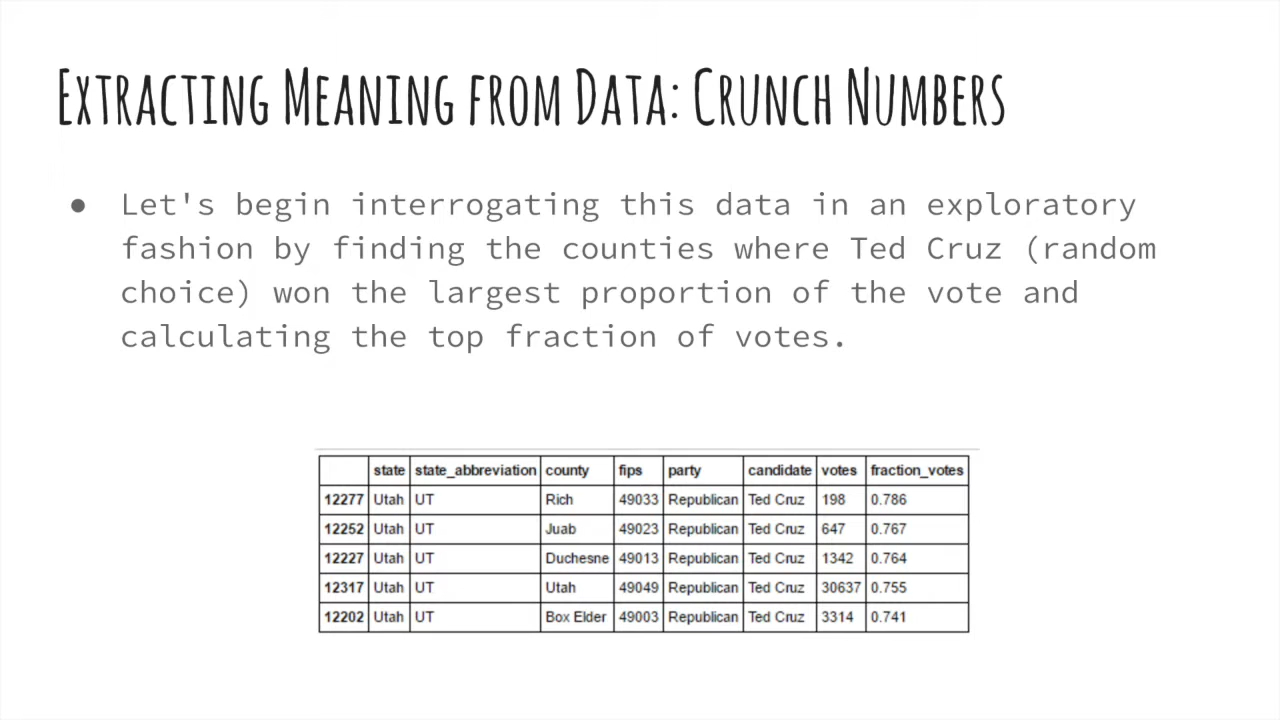 Extracting Meaning from Data: Crunch Numbers
● Let's begin interrogating this data in an exploratory
fashion by finding the counties where Ted Cruz (random
choice) won the largest proportion of the vote and
calculating the top fraction of votes.
state state_abbreviation county fips party candidate votes fraction_votes
12277 Utah UT Rich 49033 Republican Ted Cruz 198 0.786
12252 Utah UT Juab 49023 Republican Ted Cruz 647 0.767
12227 Utah UT Duchesne 49013 Republican Ted Cruz 1342 0.764
12317 Utah UT Utah 49049 Republican Ted Cruz 30637 0.755
12202 Utah UT Box Elder 49003 Republican Ted Cruz 3314 0.741